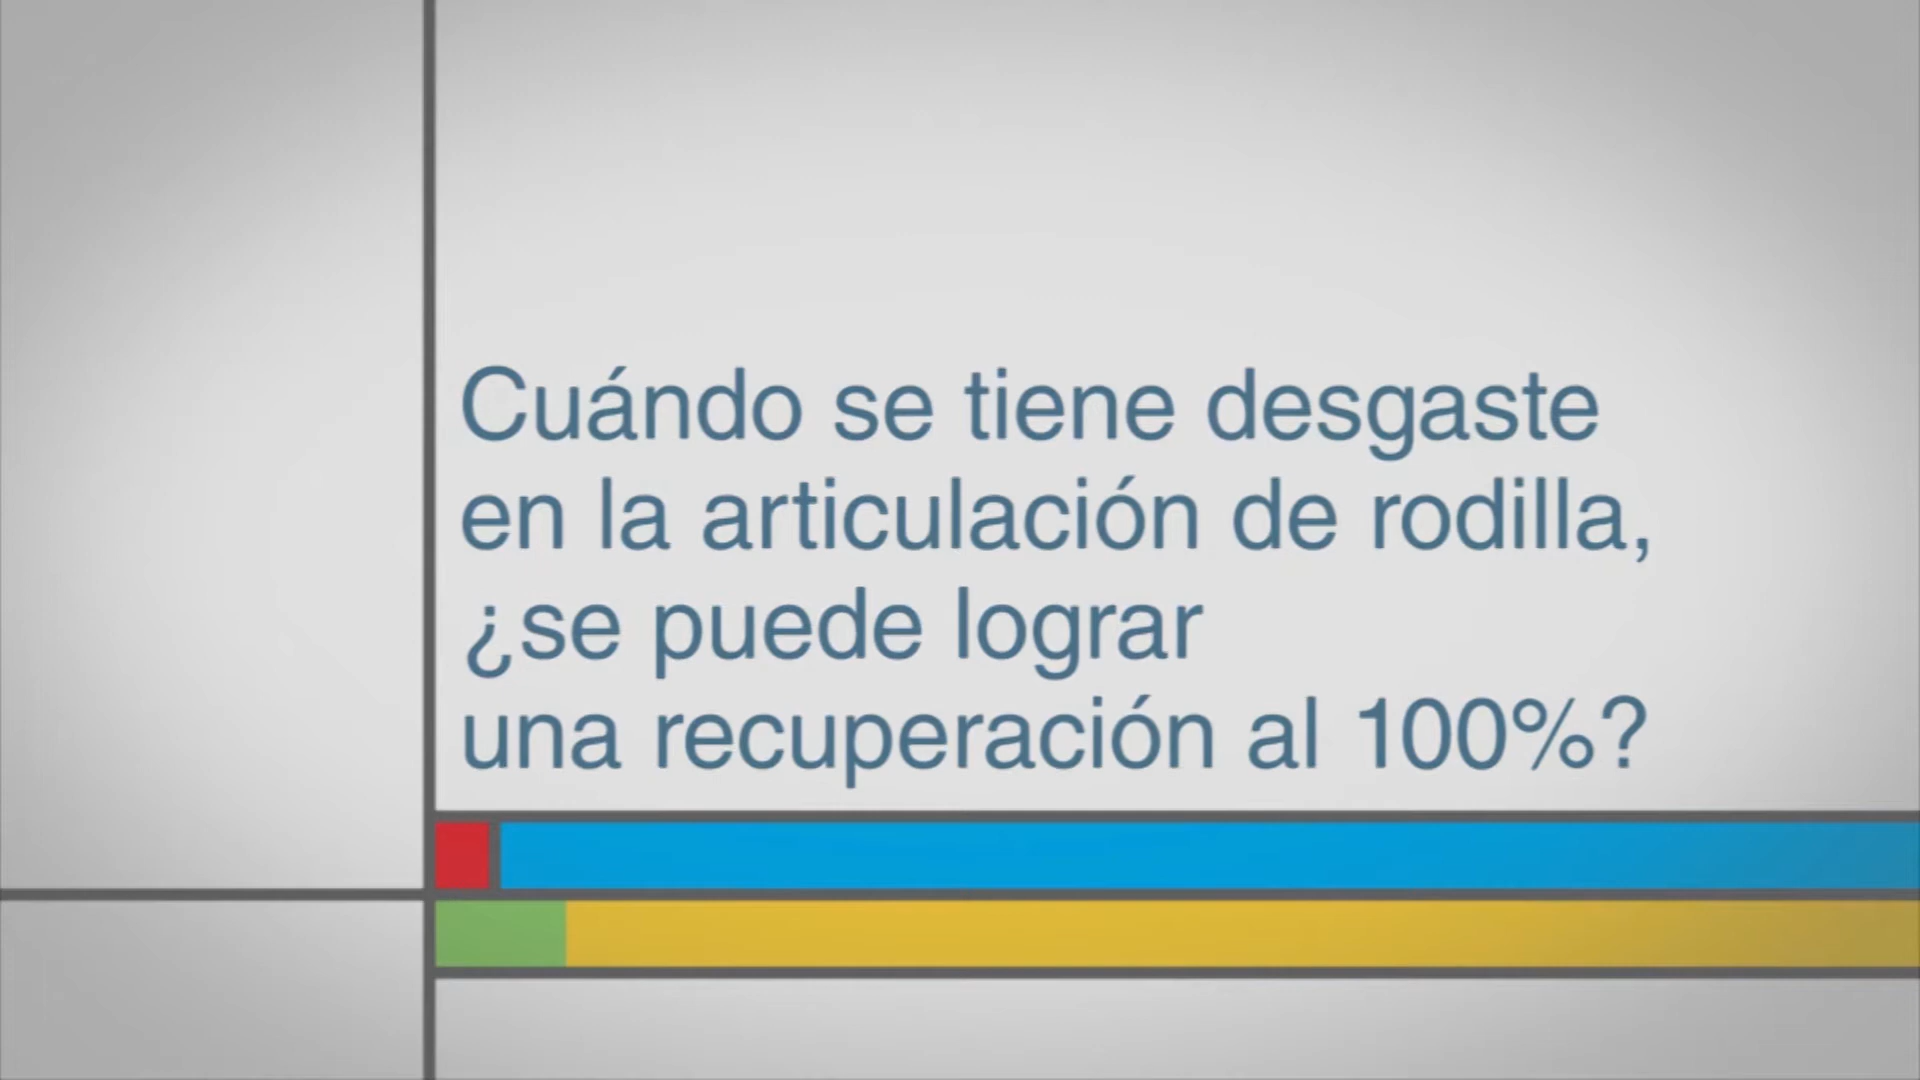 Cuándo se tiene desgaste
en la articulación de rodilla,
¿se puede lograr
una recuperación al 100%?